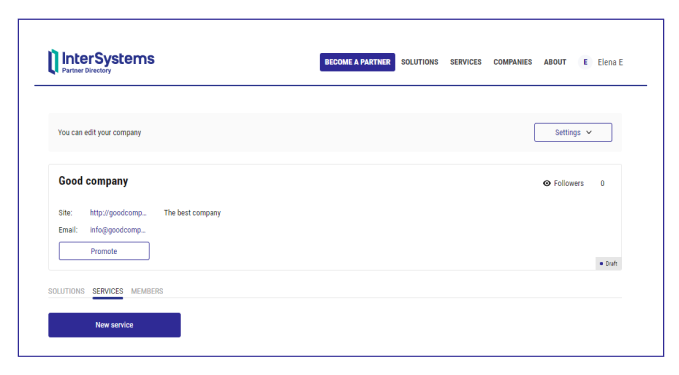 InterSystems
Partner Directory
BECOME A PARTNER SOLUTIONS SERVICES COMPANIES ABOUT E Elena E
You can edit your company
Settings
Good company
Followers 0
Site: http://goodcomp... The best company
Email: info@goodcomp...
Promote
Draft
SOLUTIONS SERVICES MEMBERS
New service